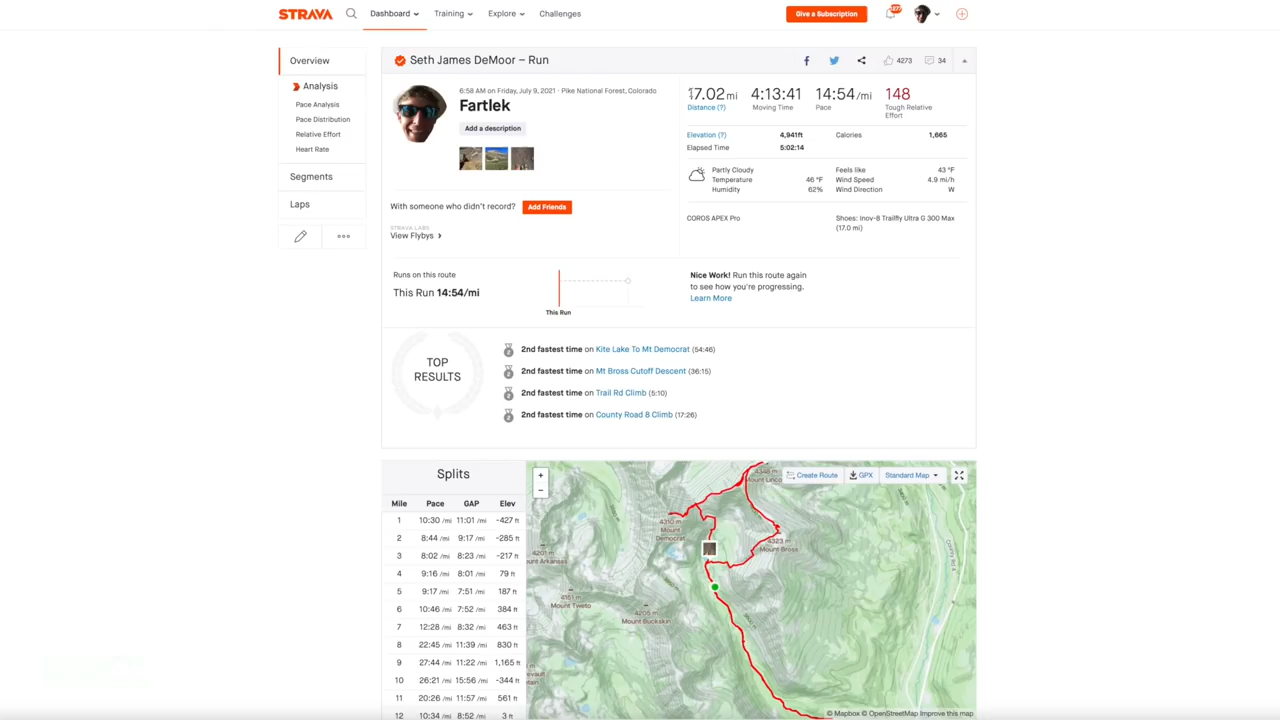 STRAVA
Dashboard
Training
Explore
Challenges
Give a Subscription
Overview
Analysis
Pace Analysis
Pace Distribution
Relative Effort
Heart Rate
Segments
Laps
Seth James DeMoor – Run
4273
34
6:58 AM on Friday, July 9, 2021 · Pike National Forest, Colorado
Fartlek
Add a description
With someone who didn't record? Add Friends
STRAVA LABS
View Flybys
17.02mi 4:13:41 14:54/mi 148
Distance (?) Moving Time Pace Tough Relative
Effort
Elevation (?) 4,941ft Calories 1,665
Elapsed Time 5:02:14
Partly Cloudy Feels like 43 °F
Temperature 46 °F Wind Speed 4.9 mi/h
Humidity 62% Wind Direction W
COROS APEX Pro
Shoes: Inov-8 Trailfly Ultra G 300 Max
(17.0 mi)
Runs on this route
This Run 14:54/mi
This Run
Nice Work! Run this route again
to see how you're progressing.
Learn More
TOP
RESULTS
2nd fastest time on Kite Lake To Mt Democrat (54:46)
2nd fastest time on Mt Bross Cutoff Descent (36:15)
2nd fastest time on Trail Rd Climb (5:10)
2nd fastest time on County Road 8 Climb (17:26)
Splits
Mile Pace GAP Elev
1 10:30 /mi 11:01 /mi -427 ft
2 8:44 /mi 9:17 /mi -285 ft
3 8:02 /mi 8:23 /mi -217 ft
4 9:16 /mi 8:01 /mi 79 ft
5 9:17 /mi 7:51 /mi 187 ft
6 10:46 /mi 7:52 /mi 384 ft
7 12:28 /mi 8:32 /mi 463 ft
8 22:45 /mi 11:39 /mi 830 ft
9 27:44 /mi 11:22 /mi 1,165 ft
10 26:21 /mi 15:56 /mi -344 ft
11 20:26 /mi 11:57 /mi 561 ft
12 10:34 /mi 8:52 /mi 3 ft
+
−
Create Route
GPX
Standard Map
4348 m
Mount Linco
4310 m
Mount
Democrat
4323 m
Mount Bross
4201 m
unt Arkansas
4151 m
Mount Tweto
4205 m
Mount Buckskin
© Mapbox © OpenStreetMap Improve this map